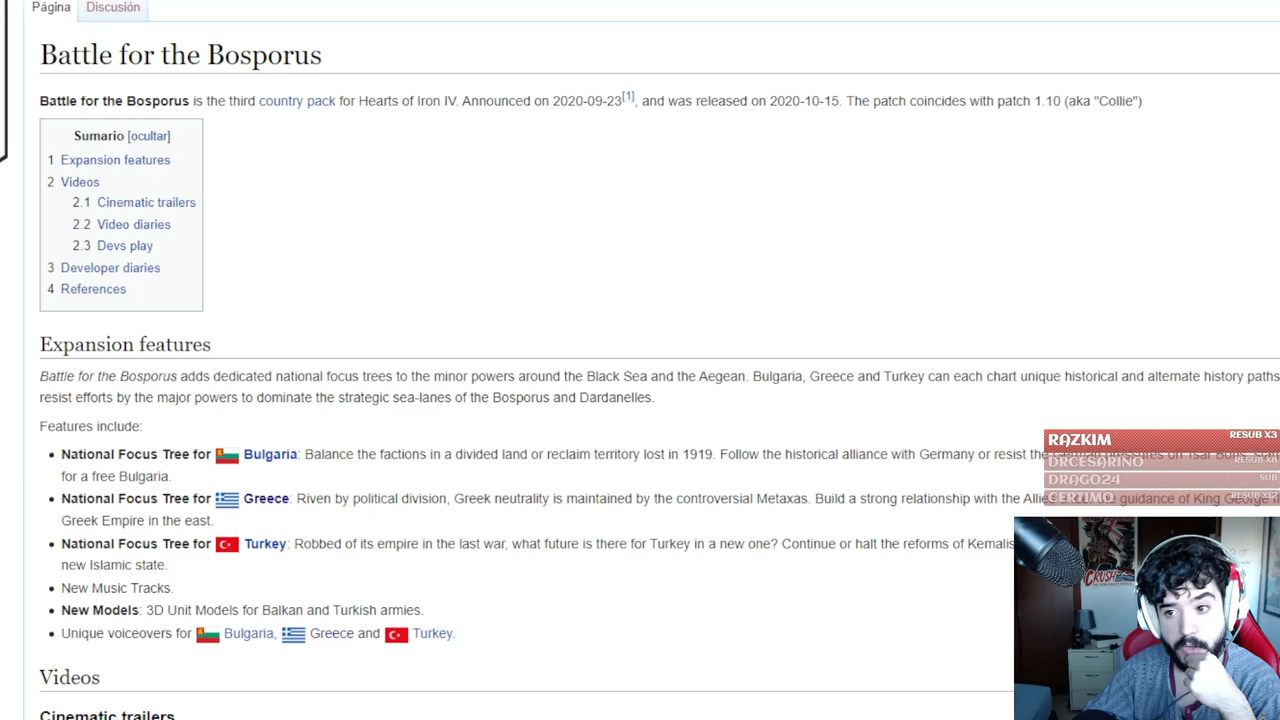 Página
Discusión
Battle for the Bosporus
Battle for the Bosporus is the third country pack for Hearts of Iron IV. Announced on 2020-09-23[1], and was released on 2020-10-15. The patch coincides with patch 1.10 (aka "Collie")
Sumario [ocultar]
1 Expansion features
2 Videos
2.1 Cinematic trailers
2.2 Video diaries
2.3 Devs play
3 Developer diaries
4 References
Expansion features
Battle for the Bosporus adds dedicated national focus trees to the minor powers around the Black Sea and the Aegean. Bulgaria, Greece and Turkey can each chart unique historical and alternate history paths
resist efforts by the major powers to dominate the strategic sea-lanes of the Bosporus and Dardanelles.
Features include:
National Focus Tree for Bulgaria: Balance the factions in a divided land or reclaim territory lost in 1919. Follow the historical alliance with Germany or resist the German pressures on Tsar Boris.
for a free Bulgaria.
National Focus Tree for Greece: Riven by political division, Greek neutrality is maintained by the controversial Metaxas. Build a strong relationship with the Allies the guidance of King George
Greek Empire in the east.
National Focus Tree for Turkey: Robbed of its empire in the last war, what future is there for Turkey in a new one? Continue or halt the reforms of Kemalis
new Islamic state.
New Music Tracks.
New Models: 3D Unit Models for Balkan and Turkish armies.
Unique voiceovers for Bulgaria, Greece and Turkey.
Videos
Cinematic trailers
RAZKIM RESUB X3
DRCESARINO RESUB X8
DRAGO24 SUB
CERTIMO RESUB X12
CRUSH